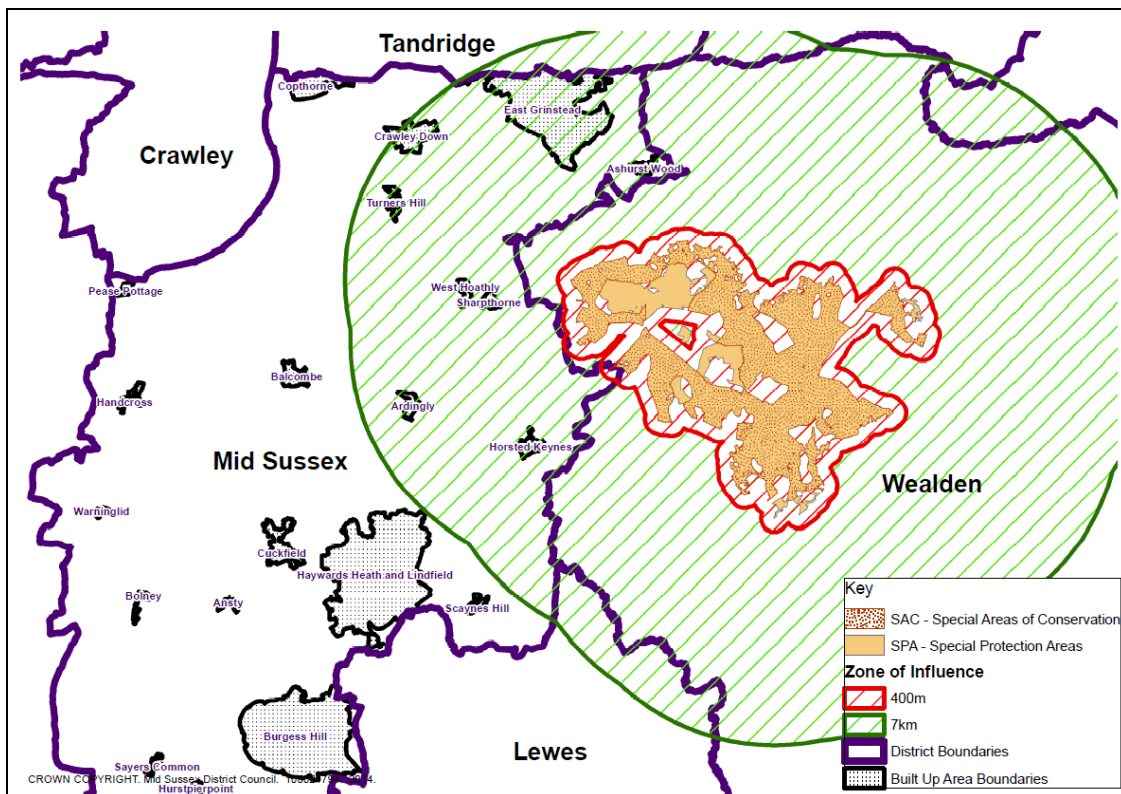 Tandridge
Copthorne
East Grinstead
Crawley Down
Crawley
Ashurst Wood
Turners Hill
Pease Pottage
West Hoathly
Sharpthorne
Balcombe
Handcross
Ardingly
Horsted Keynes
Mid Sussex
Wealden
Warninglid
Cuckfield
Haywards Heath and Lindfield
Bolney
Ansty
Scaynes Hill
Burgess Hill
Lewes
Sayers Common
CROWN COPYRIGHT. Mid Sussex District Council.
Hurstpierpoint
Key
SAC - Special Areas of Conservation
SPA - Special Protection Areas
Zone of Influence
400m
7km
District Boundaries
Built Up Area Boundaries